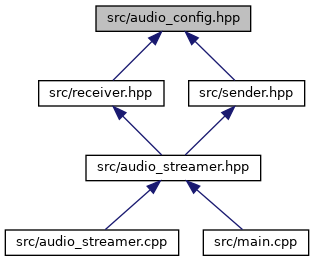 src/audio_config.hpp
src/receiver.hpp
src/sender.hpp
src/audio_streamer.hpp
src/audio_streamer.cpp
src/main.cpp